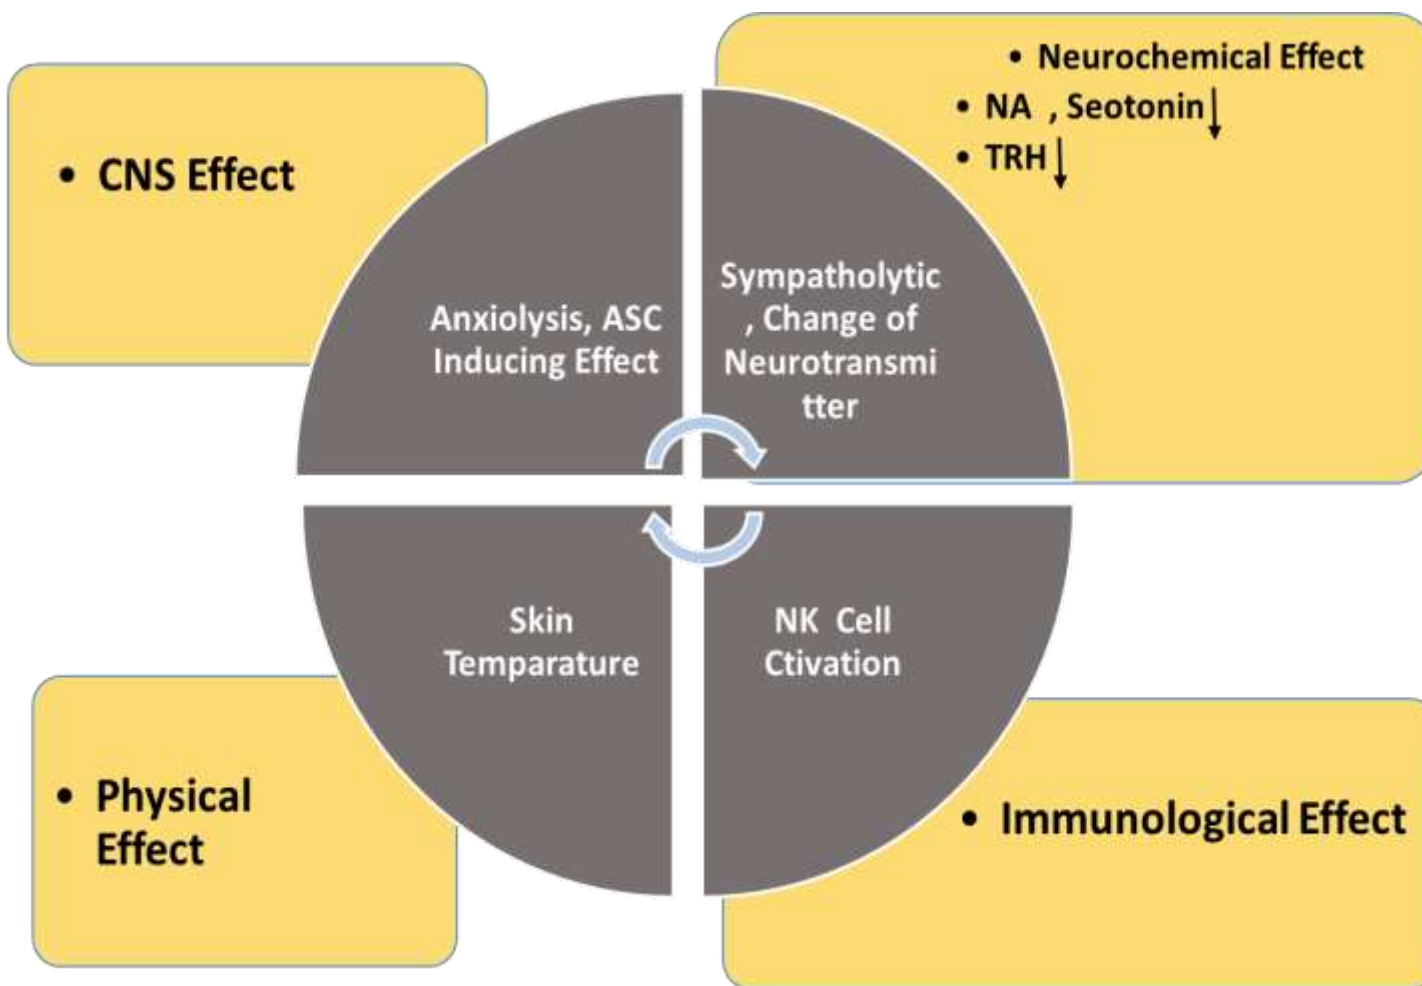 • CNS Effect
• Neurochemical Effect
• NA , Seotonin↓
• TRH↓
Anxiolysis, ASC
Inducing Effect
Sympatholytic
, Change of
Neurotransmi
tter
Skin
Temparature
NK Cell
Ctivation
• Physical
Effect
• Immunological Effect